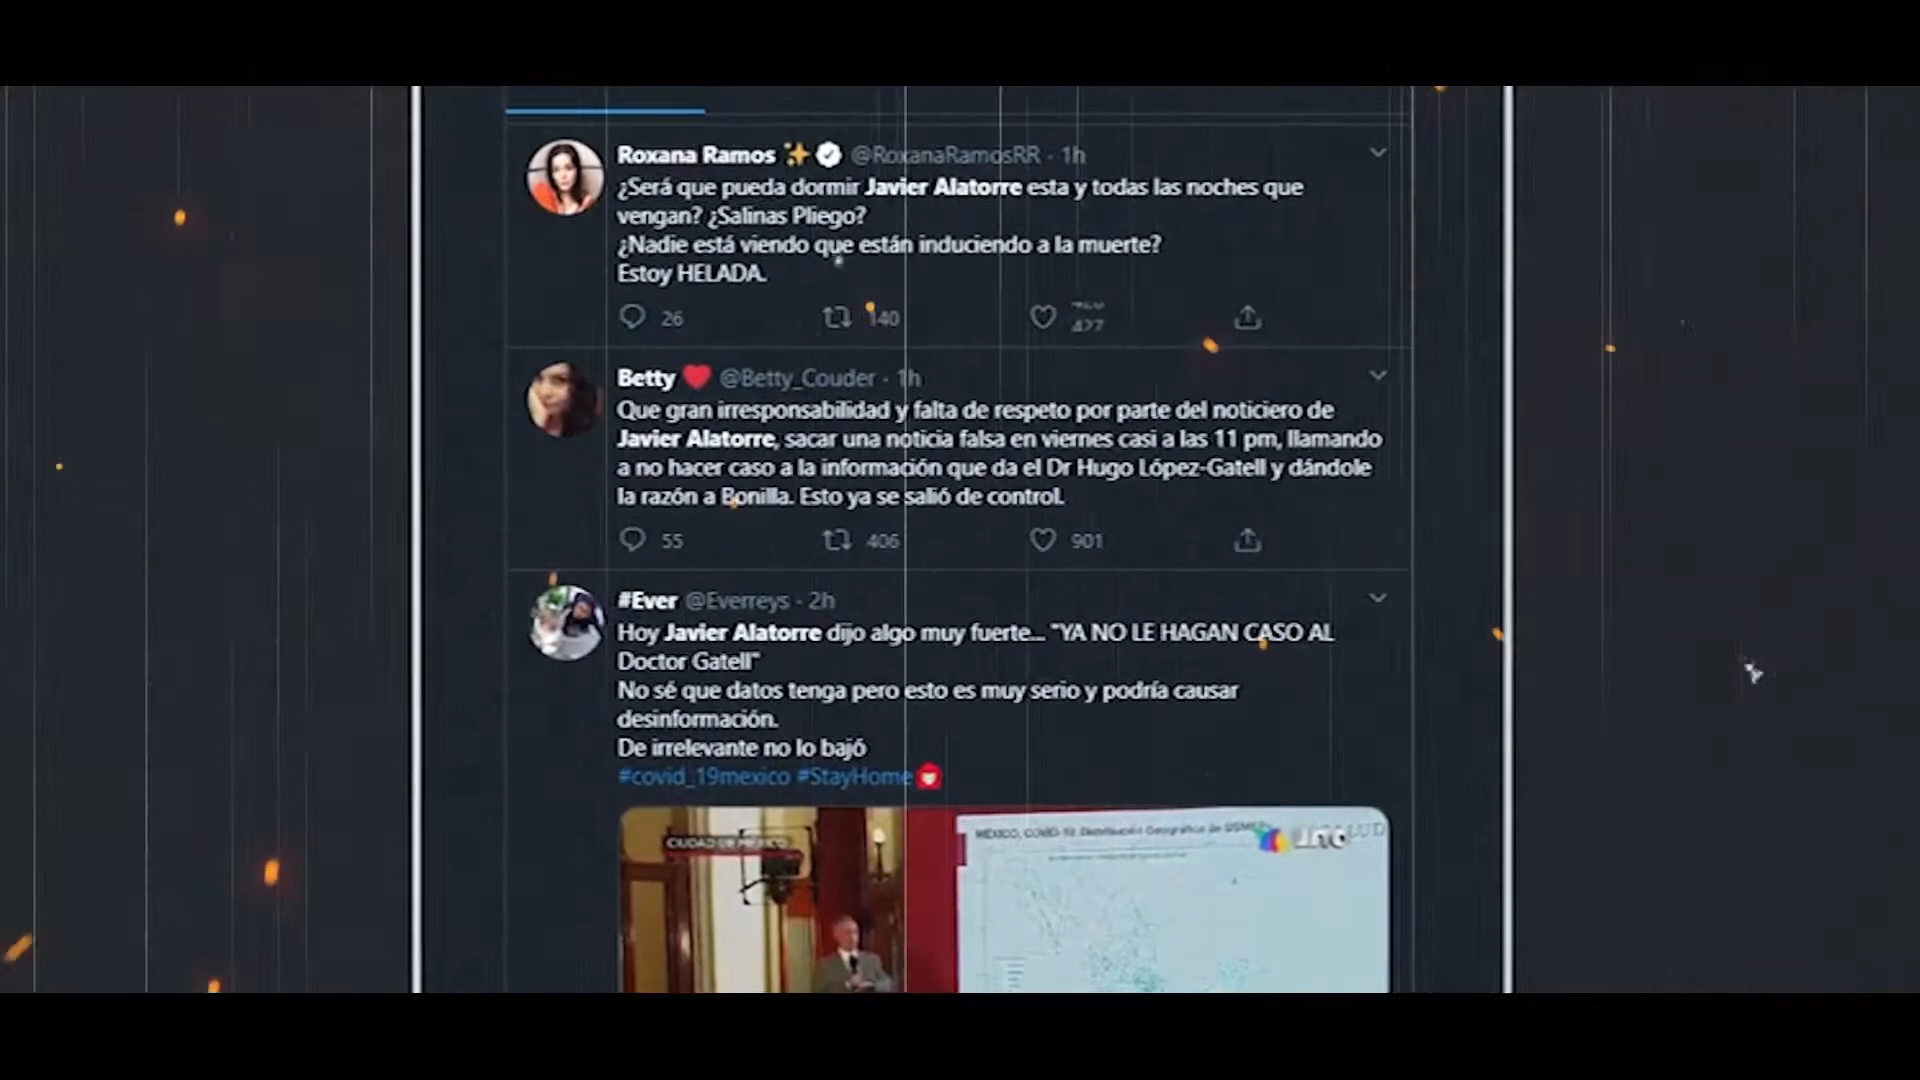 Roxana Ramos @RoxanaRamosRR · 1h
¿Será que pueda dormir Javier Alatorre esta y todas las noches que
vengan? ¿Salinas Pliego?
¿Nadie está viendo que están induciendo a la muerte?
Estoy HELADA.
26 140 427
Betty @Betty_Couder · 1h
Que gran irresponsabilidad y falta de respeto por parte del noticiero de
Javier Alatorre, sacar una noticia falsa en viernes casi a las 11 pm, llamando
a no hacer caso a la información que da el Dr Hugo López-Gatell y dándole
la razón a Bonilla. Esto ya se salió de control.
55 406 901
#Ever @Everreys · 2h
Hoy Javier Alatorre dijo algo muy fuerte... "YA NO LE HAGAN CASO AL
Doctor Gatell"
No sé que datos tenga pero esto es muy serio y podría causar
desinformación.
De irrelevante no lo bajó
#covid_19mexico #StayHome
CIUDAD DE MÉXICO
MÉXICO, COVID-19: Distribución Geográfica de